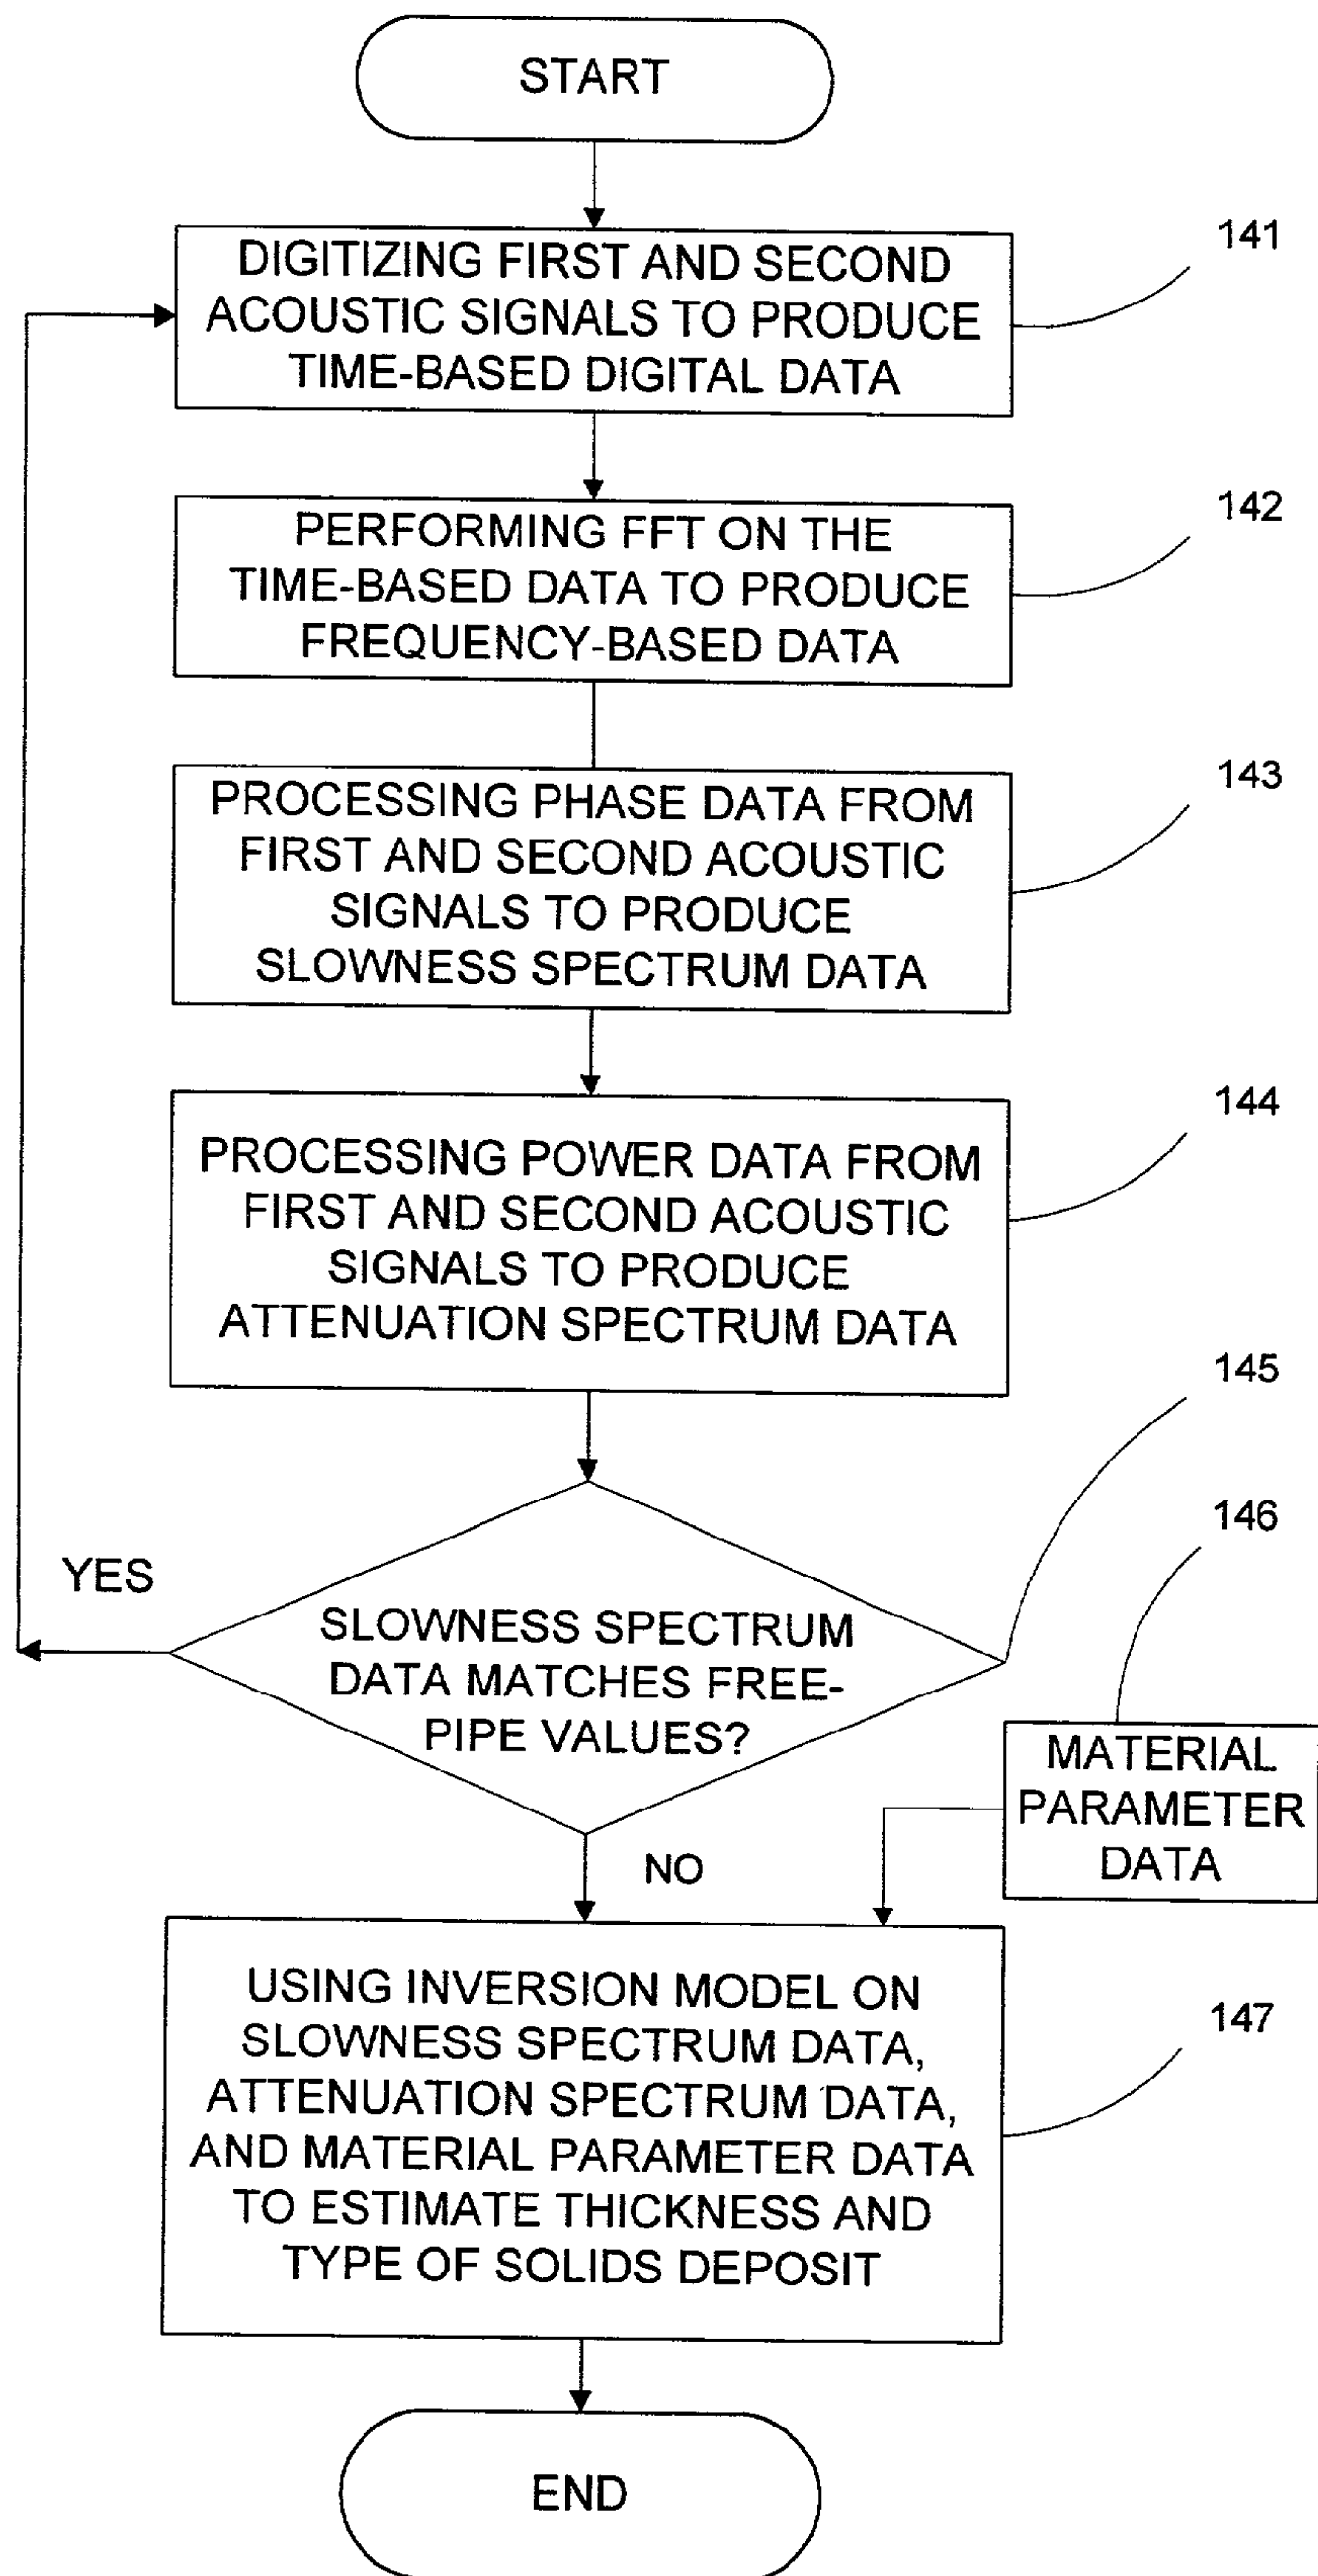 START
DIGITIZING FIRST AND SECOND
ACOUSTIC SIGNALS TO PRODUCE
TIME-BASED DIGITAL DATA
141
PERFORMING FFT ON THE
TIME-BASED DATA TO PRODUCE
FREQUENCY-BASED DATA
142
PROCESSING PHASE DATA FROM
FIRST AND SECOND ACOUSTIC
SIGNALS TO PRODUCE
SLOWNESS SPECTRUM DATA
143
PROCESSING POWER DATA FROM
FIRST AND SECOND ACOUSTIC
SIGNALS TO PRODUCE
ATTENUATION SPECTRUM DATA
144
145
YES
SLOWNESS SPECTRUM
DATA MATCHES FREE-
PIPE VALUES?
146
MATERIAL
PARAMETER
DATA
NO
USING INVERSION MODEL ON
SLOWNESS SPECTRUM DATA,
ATTENUATION SPECTRUM DATA,
AND MATERIAL PARAMETER DATA
TO ESTIMATE THICKNESS AND
TYPE OF SOLIDS DEPOSIT
147
END